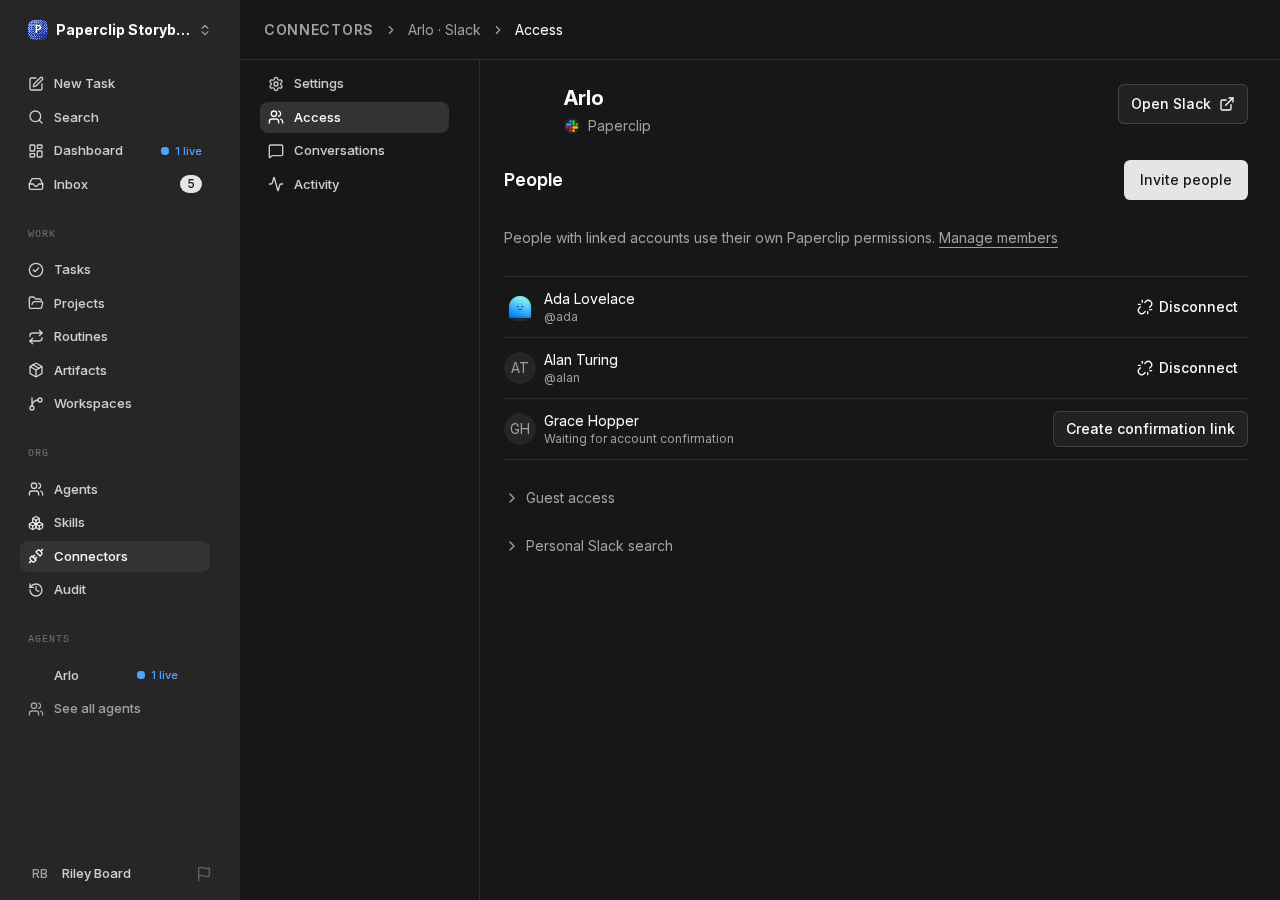 P
Paperclip Storyb...
New Task
Search
Dashboard
1 live
Inbox
5
WORK
Tasks
Projects
Routines
Artifacts
Workspaces
ORG
Agents
Skills
Connectors
Audit
AGENTS
Arlo
1 live
See all agents
RB
Riley Board
CONNECTORS
Arlo · Slack
Access
Settings
Access
Conversations
Activity
Arlo
Paperclip
Open Slack
People
Invite people
People with linked accounts use their own Paperclip permissions. Manage members
Ada Lovelace
@ada
Disconnect
AT
Alan Turing
@alan
Disconnect
GH
Grace Hopper
Waiting for account confirmation
Create confirmation link
Guest access
Personal Slack search